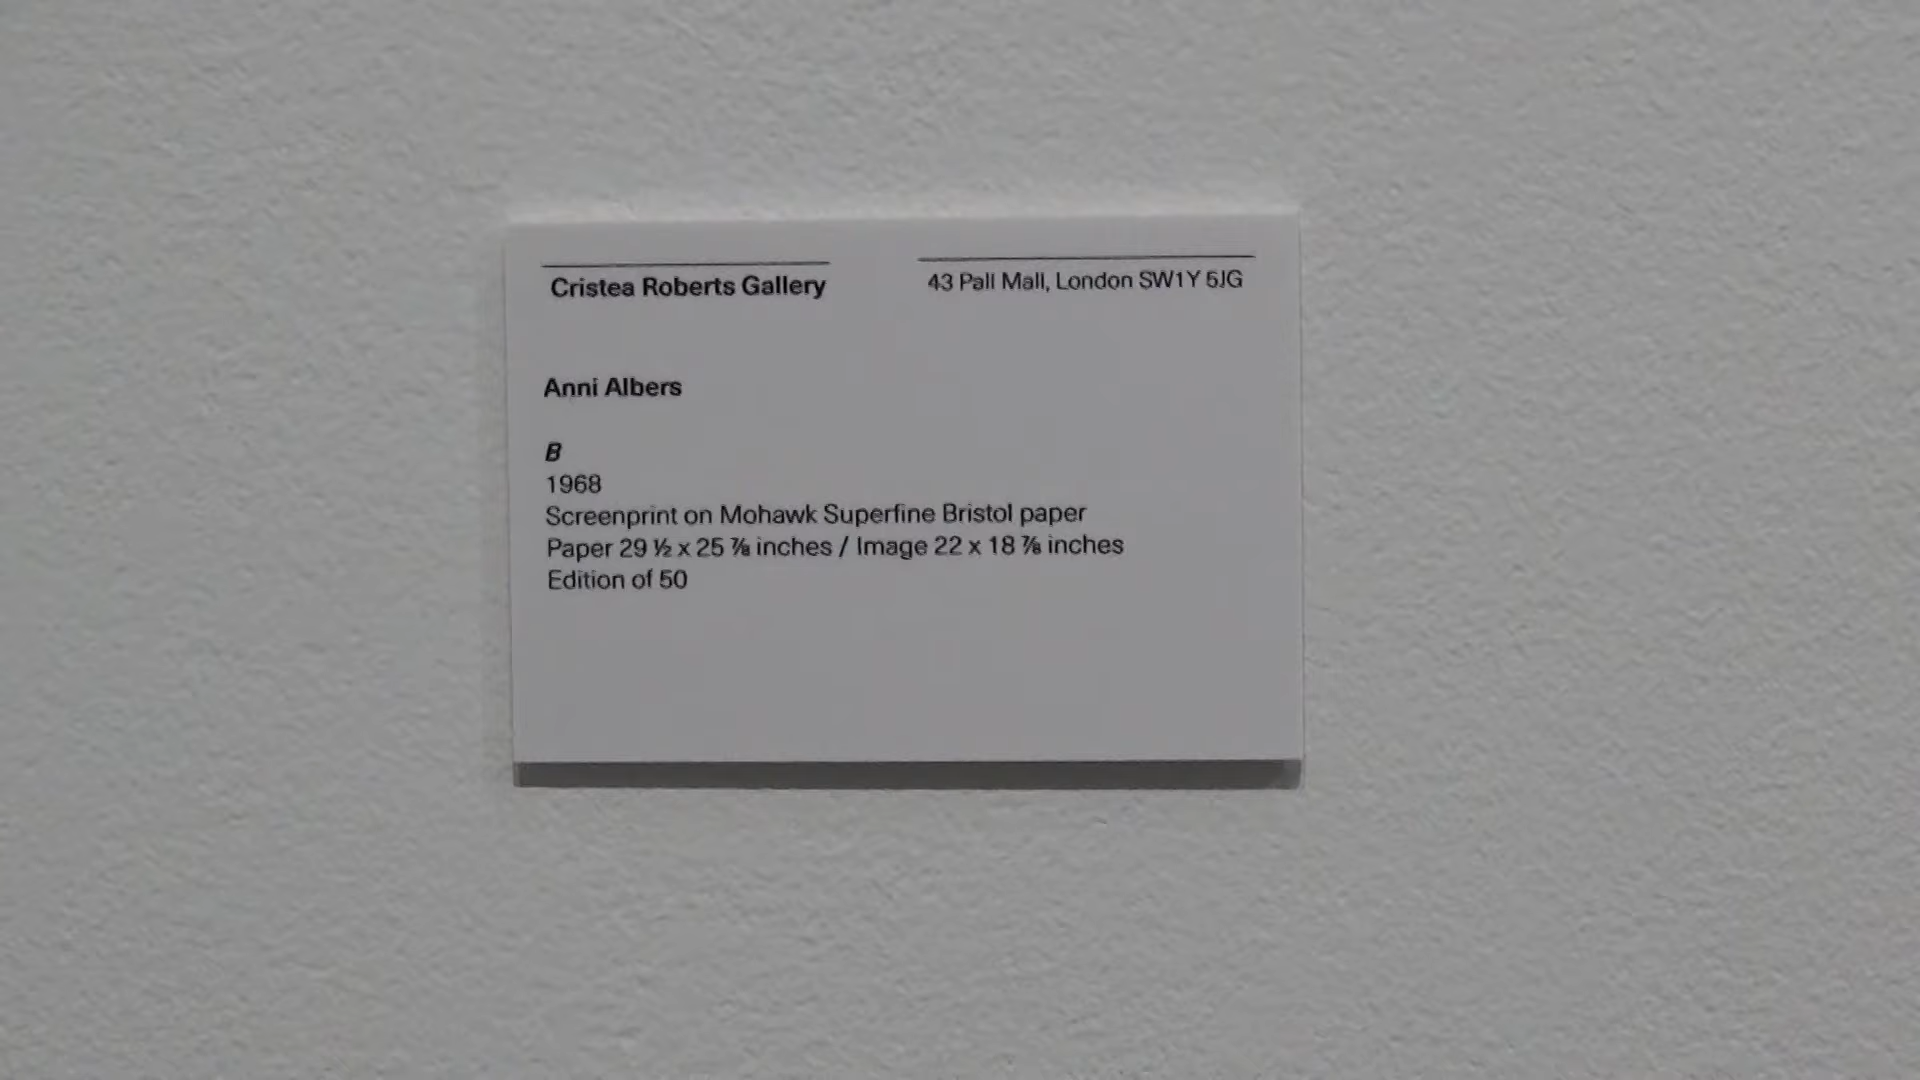 Cristea Roberts Gallery
43 Pall Mall, London SW1Y 5JG
Anni Albers
B
1968
Screenprint on Mohawk Superfine Bristol paper
Paper 29 ½ x 25 ⅞ inches / Image 22 x 18 ⅞ inches
Edition of 50